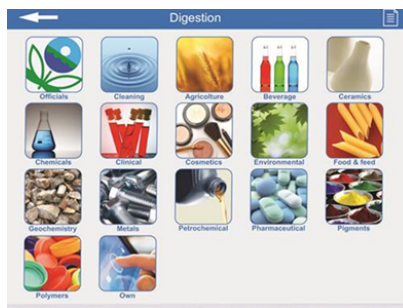 Digestion
Officials Cleaning Agricolture Beverage Ceramics
Chemicals Clinical Cosmetics Environmental Food & feed
Geochemistry Metals Petrochemical Pharmaceutical Pigments
Polymers Own